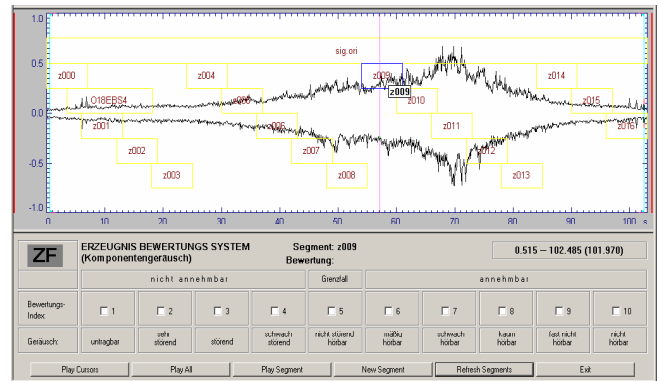 1.0
sig.ori
0.5
z000
z004
z009
z014
z009
O18EBS4
z010
z015
0.0
z001
z005
z011
z016
z002
z007
z012
z003
z008
z013
-0.5
-1.0
0 10 20 30 40 50 60 70 80 90 100 s
ZF
ERZEUGNIS BEWERTUNGS SYSTEM
(Komponentengeräusch)
Segment: z009
Bewertung:
0.515 – 102.485 (101.970)
nicht annehmbar Grenzfall annehmbar
Bewertungs-
Index:
1 2 3 4 5 6 7 8 9 10
Geräusch:
untragbar
sehr
störend
störend
schwach
störend
nicht störend
hörbar
mäßig
hörbar
schwach
hörbar
kaum
hörbar
fast nicht
hörbar
nicht
hörbar
Play Cursors Play All Play Segment New Segment Refresh Segments Exit